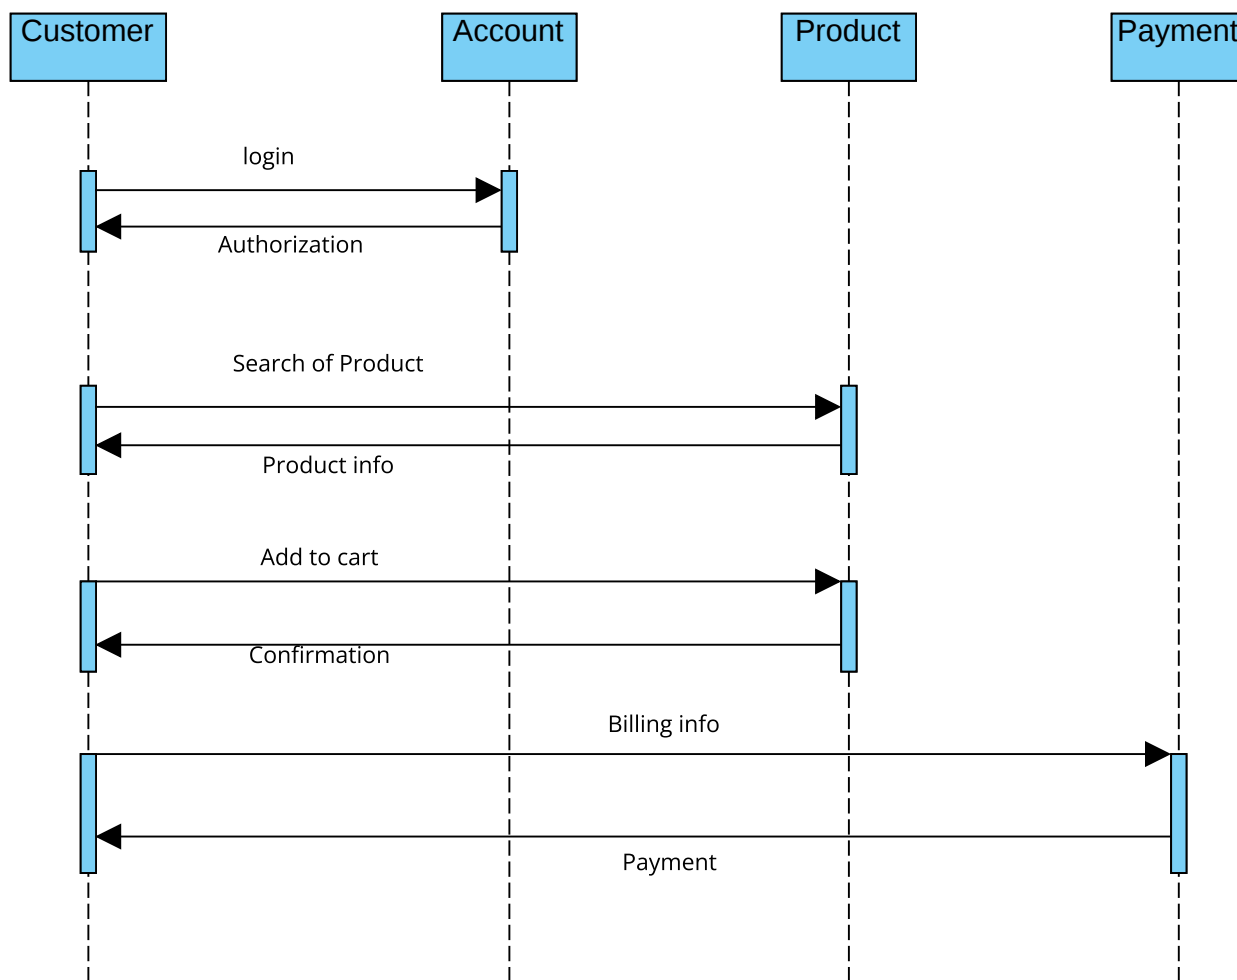 Customer
Account
Product
Payment
login
Authorization
Search of Product
Product info
Add to cart
Confirmation
Billing info
Payment